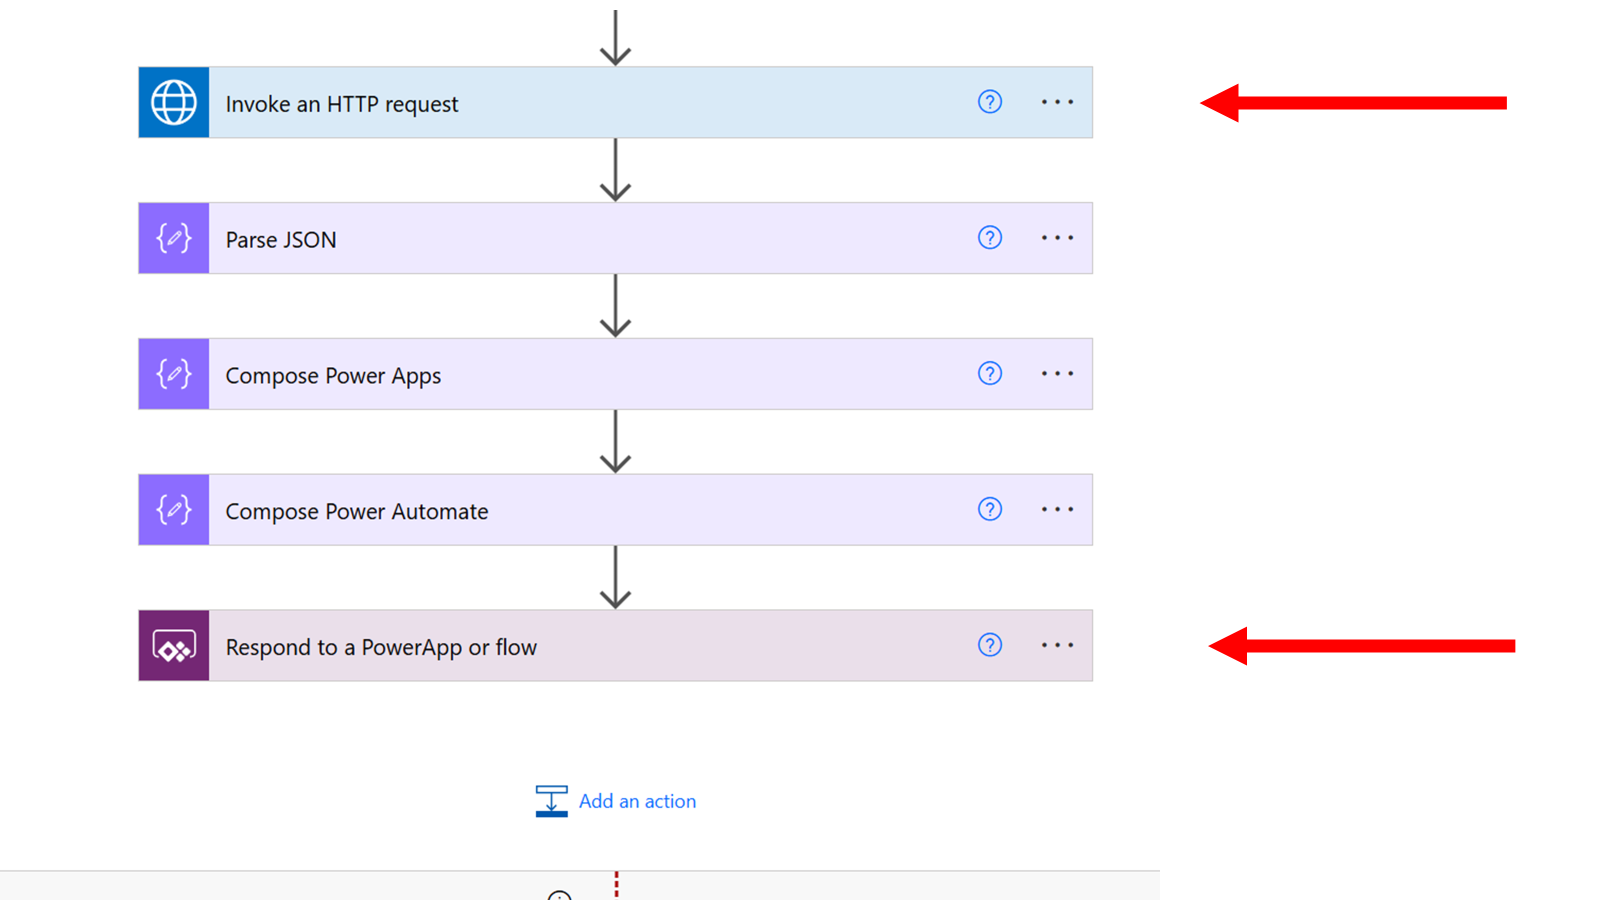 Invoke an HTTP request
Parse JSON
Compose Power Apps
Compose Power Automate
Respond to a PowerApp or flow
Add an action